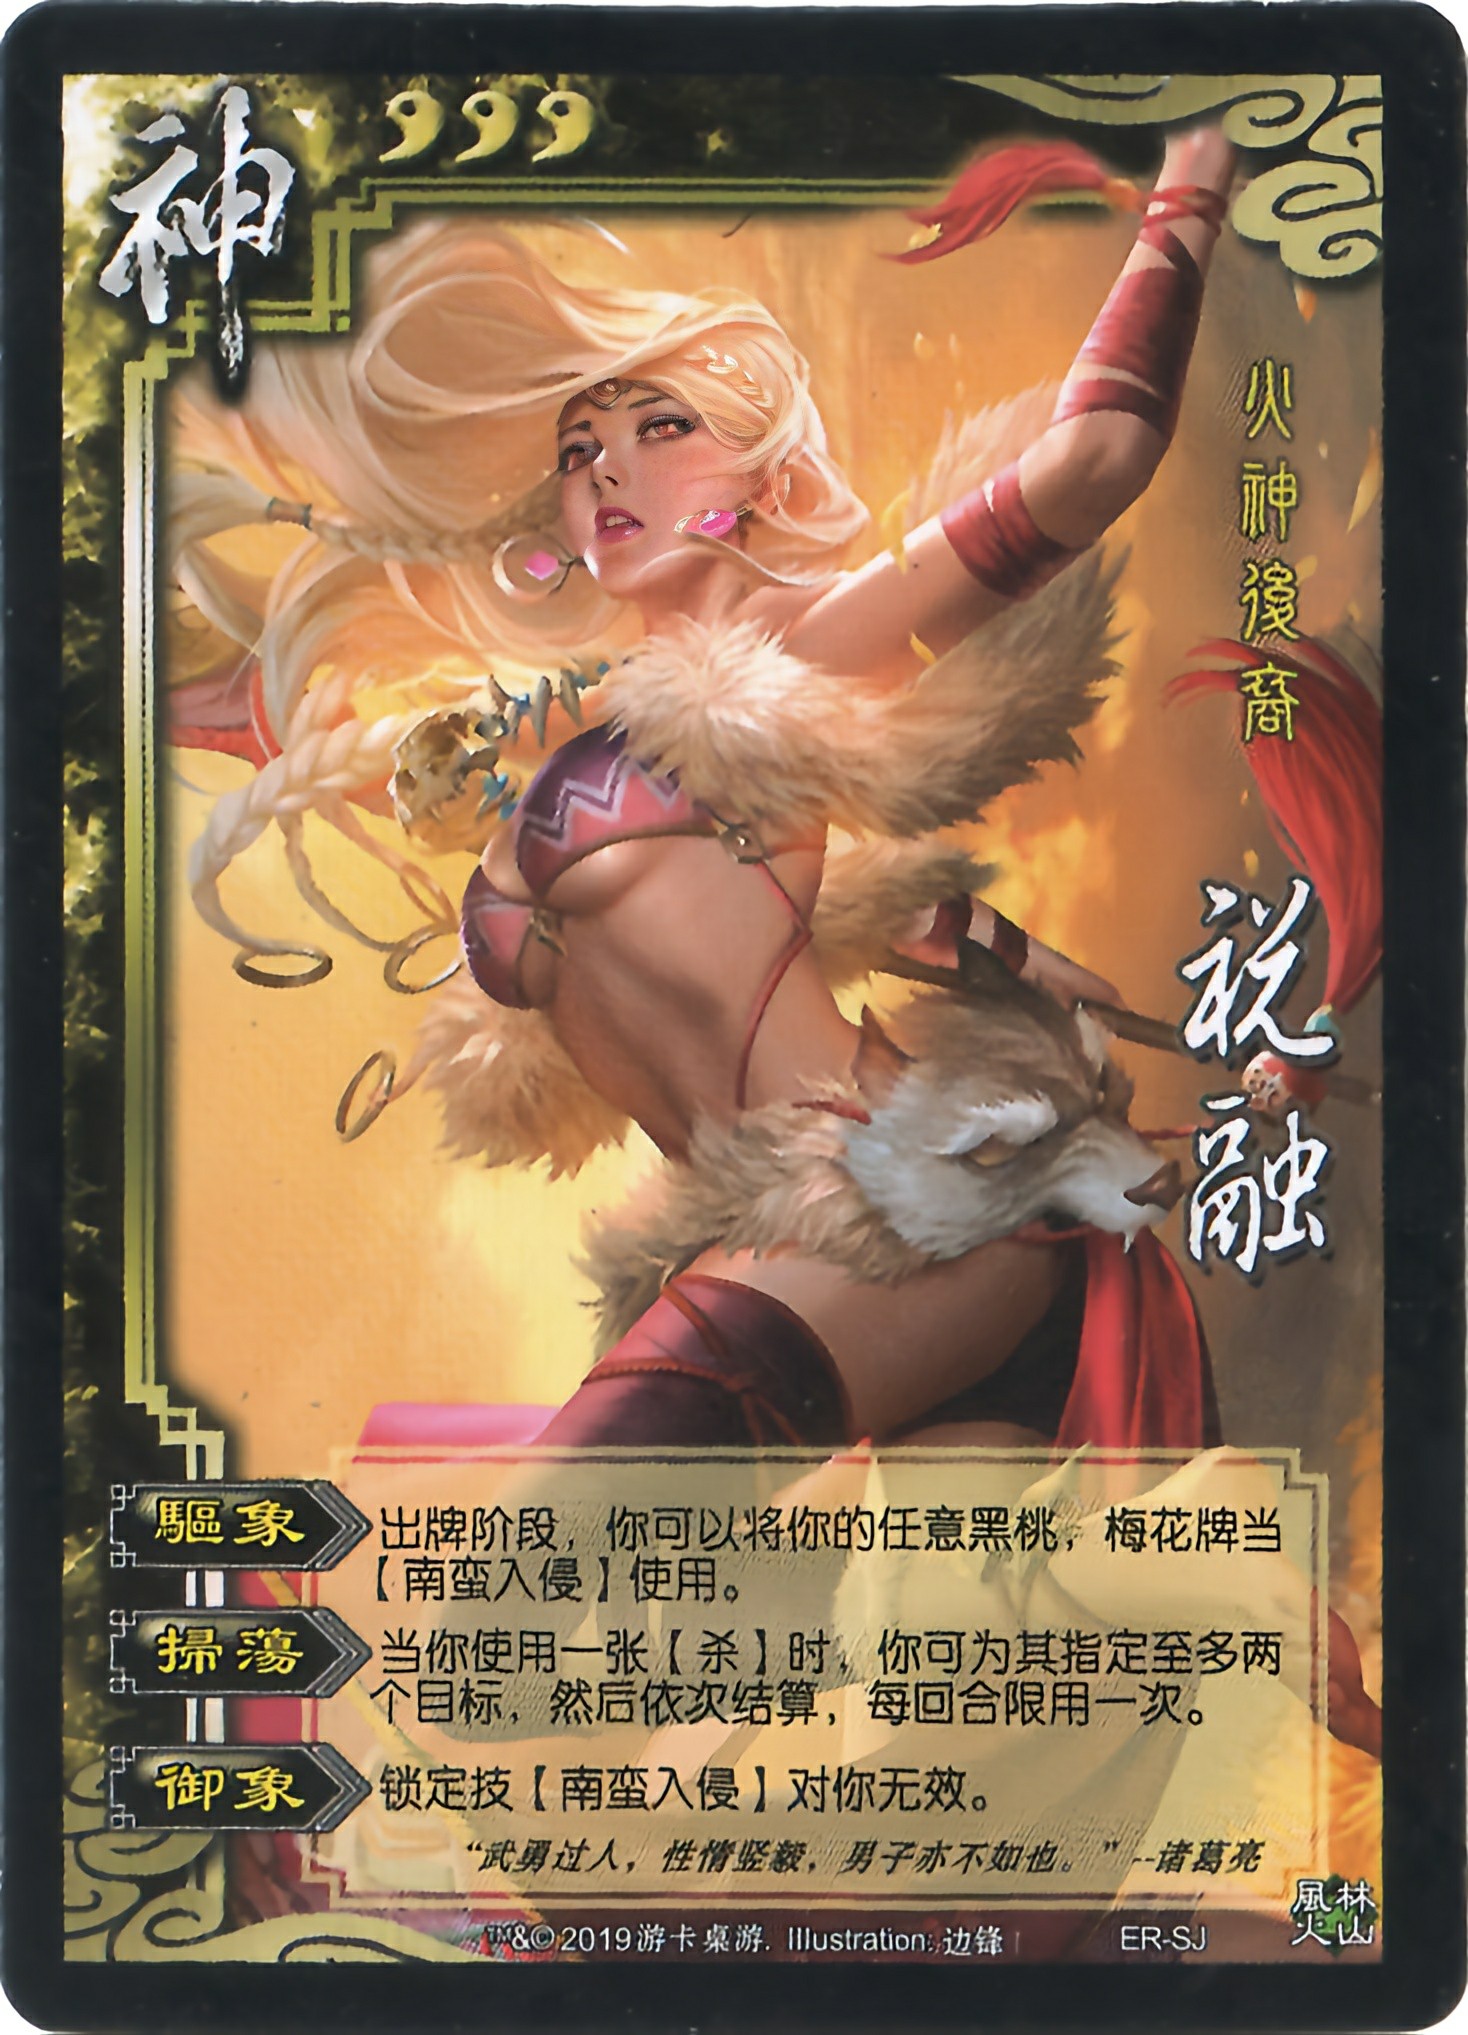 神
火神後裔
祝融
驅象
出牌阶段，你可以将你的任意黑桃，梅花牌当
【南蛮入侵】使用。
掃蕩
当你使用一张【杀】时，你可为其指定至多两
个目标，然后依次结算，每回合限用一次。
御象
锁定技【南蛮入侵】对你无效。
“武勇过人，性情坚毅，男子亦不如也。”--诸葛亮
™&©2019游卡桌游. Illustration: 边锋
ER-SJ
風林
火山